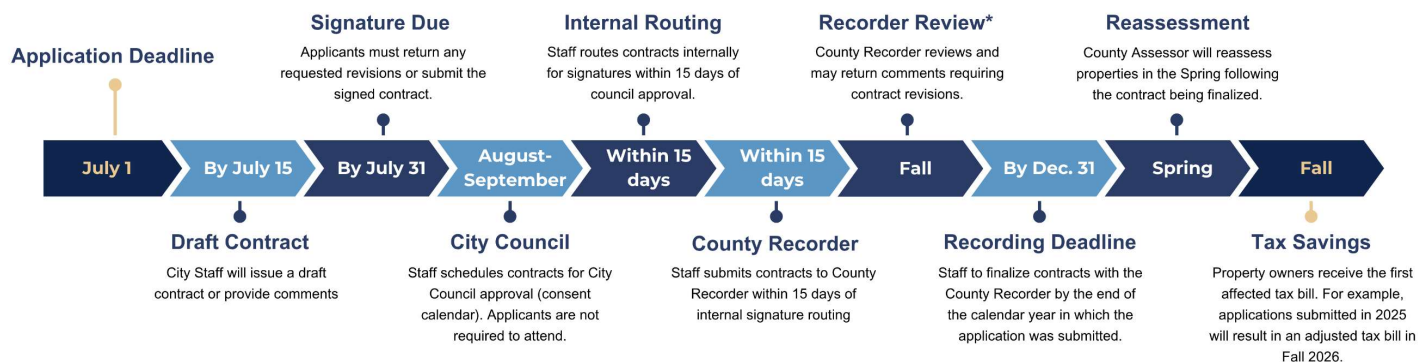 Application Deadline
July 1
By July 15
Draft Contract
City Staff will issue a draft
contract or provide comments
Signature Due
Applicants must return any
requested revisions or submit the
signed contract.
By July 31
August-
September
City Council
Staff schedules contracts for City
Council approval (consent
calendar). Applicants are not
required to attend.
Internal Routing
Staff routes contracts internally
for signatures within 15 days of
council approval.
Within 15
days
Within 15
days
County Recorder
Staff submits contracts to County
Recorder within 15 days of
internal signature routing
Recorder Review*
County Recorder reviews and
may return comments requiring
contract revisions.
Fall
By Dec. 31
Recording Deadline
Staff to finalize contracts with the
County Recorder by the end of
the calendar year in which the
application was submitted.
Reassessment
County Assessor will reassess
properties in the Spring following
the contract being finalized.
Spring
Fall
Tax Savings
Property owners receive the first
affected tax bill. For example,
applications submitted in 2025
will result in an adjusted tax bill in
Fall 2026.